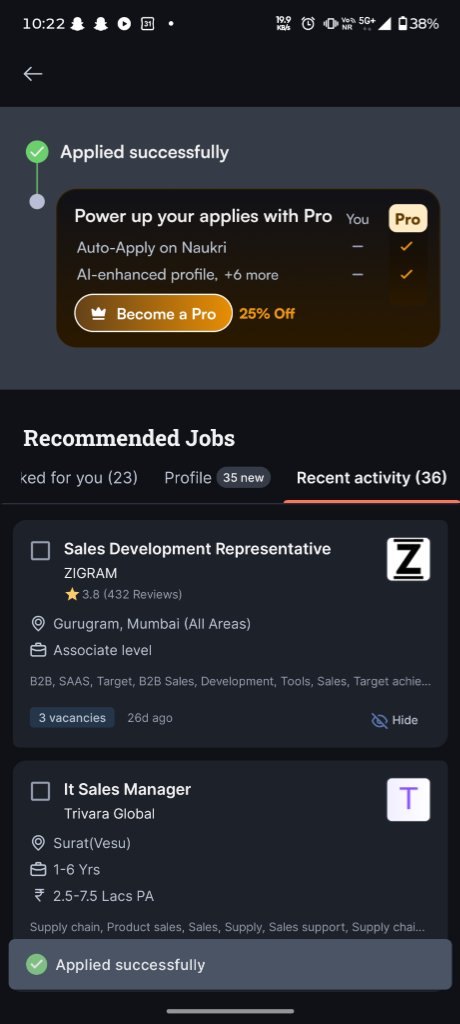 10:22
31
19.9
KB/s
Vo
NR
5G+
38%
Applied successfully
Power up your applies with Pro
You
Pro
Auto-Apply on Naukri
–
AI-enhanced profile, +6 more
–
Become a Pro
25% Off
Recommended Jobs
ked for you (23)
Profile
35 new
Recent activity (36)
Sales Development Representative
Z
ZIGRAM
3.8 (432 Reviews)
Gurugram, Mumbai (All Areas)
Associate level
B2B, SAAS, Target, B2B Sales, Development, Tools, Sales, Target achie...
3 vacancies
26d ago
Hide
It Sales Manager
T
Trivara Global
Surat(Vesu)
1-6 Yrs
₹ 2.5-7.5 Lacs PA
Supply chain, Product sales, Sales, Supply, Sales support, Supply chai...
Applied successfully